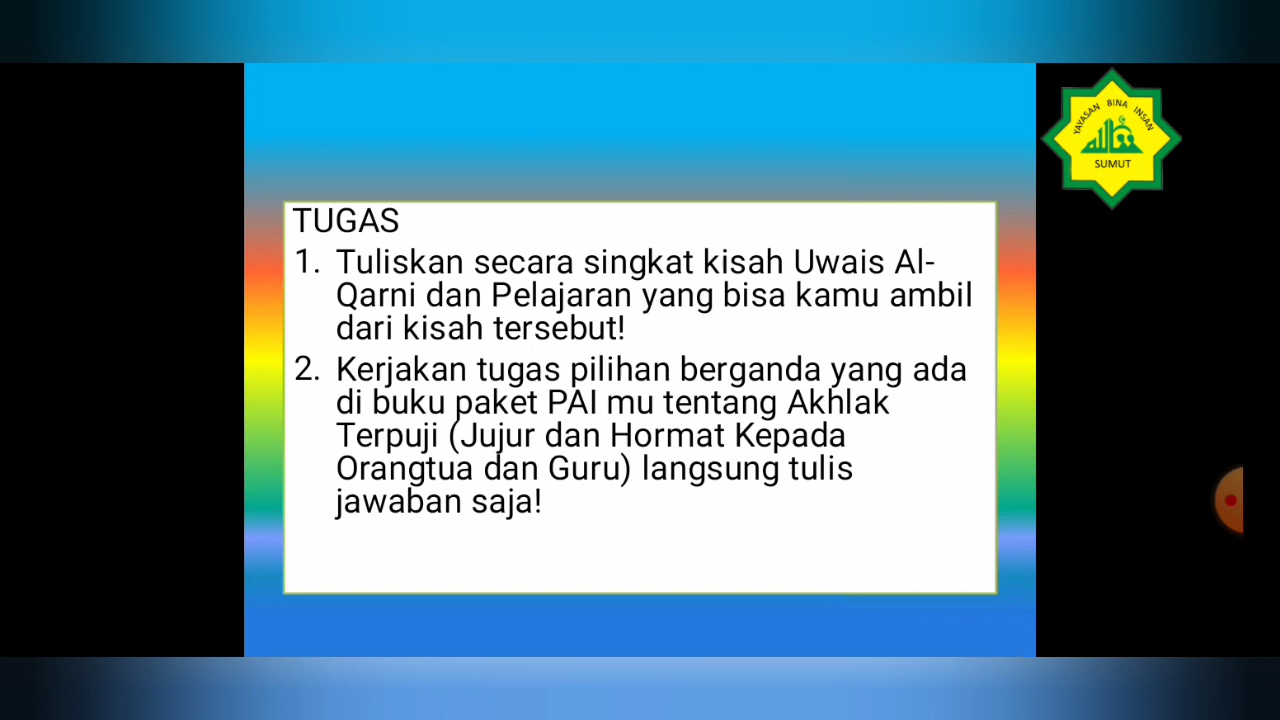 YAYASAN BINA INSAN
SUMUT
TUGAS
1. Tuliskan secara singkat kisah Uwais Al-
Qarni dan Pelajaran yang bisa kamu ambil
dari kisah tersebut!
2. Kerjakan tugas pilihan berganda yang ada
di buku paket PAI mu tentang Akhlak
Terpuji (Jujur dan Hormat Kepada
Orangtua dan Guru) langsung tulis
jawaban saja!